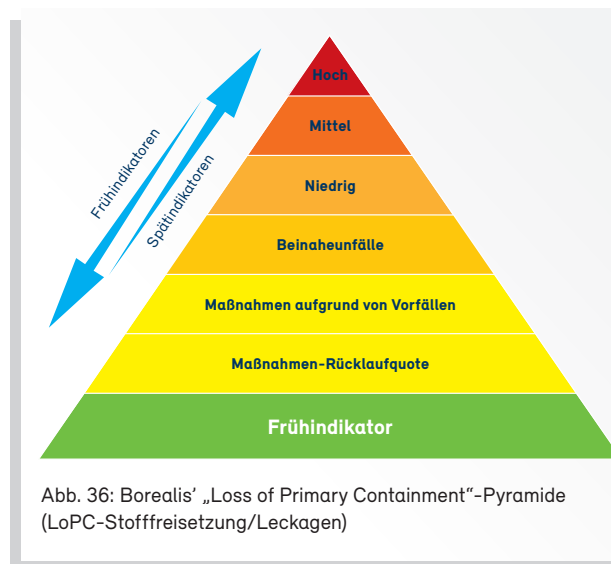 Hoch
Mittel
Frühindikatoren
Spätindikatoren
Niedrig
Beinaheunfälle
Maßnahmen aufgrund von Vorfällen
Maßnahmen-Rücklaufquote
Frühindikator
Abb. 36: Borealis’ „Loss of Primary Containment“-Pyramide
(LoPC-Stofffreisetzung/Leckagen)